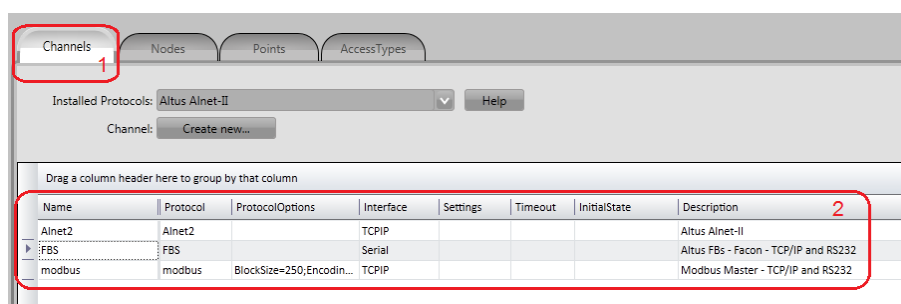 Channels Nodes Points AccessTypes
1
Installed Protocols: Altus Alnet-II Help
Channel: Create new...
Drag a column header here to group by that column
Name Protocol ProtocolOptions Interface Settings Timeout InitialState Description 2
Alnet2 Alnet2 TCPIP Altus Alnet-II
FBS FBS Serial Altus FBs - Facon - TCP/IP and RS232
modbus modbus BlockSize=250;Encodin... TCPIP Modbus Master - TCP/IP and RS232